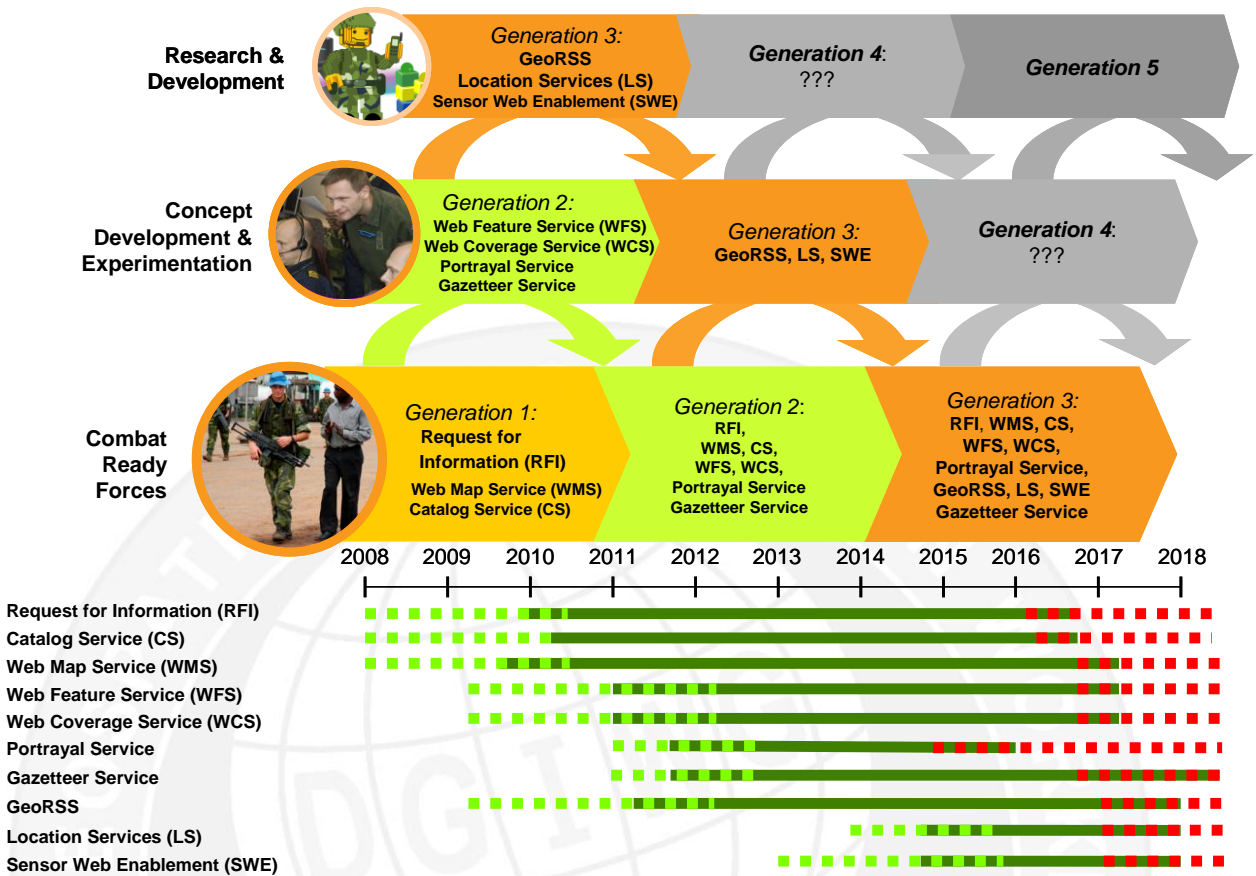 Research &
Development
Generation 3:
GeoRSS
Location Services (LS)
Sensor Web Enablement (SWE)
Generation 4:
???
Generation 5
Concept
Development &
Experimentation
Generation 2:
Web Feature Service (WFS)
Web Coverage Service (WCS)
Portrayal Service
Gazetteer Service
Generation 3:
GeoRSS, LS, SWE
Generation 4:
???
Combat
Ready
Forces
Generation 1:
Request for
Information (RFI)
Web Map Service (WMS)
Catalog Service (CS)
Generation 2:
RFI,
WMS, CS,
WFS, WCS,
Portrayal Service
Gazetteer Service
Generation 3:
RFI, WMS, CS,
WFS, WCS,
Portrayal Service,
GeoRSS, LS, SWE
Gazetteer Service
2008 2009 2010 2011 2012 2013 2014 2015 2016 2017 2018
Request for Information (RFI)
Catalog Service (CS)
Web Map Service (WMS)
Web Feature Service (WFS)
Web Coverage Service (WCS)
Portrayal Service
Gazetteer Service
GeoRSS
Location Services (LS)
Sensor Web Enablement (SWE)